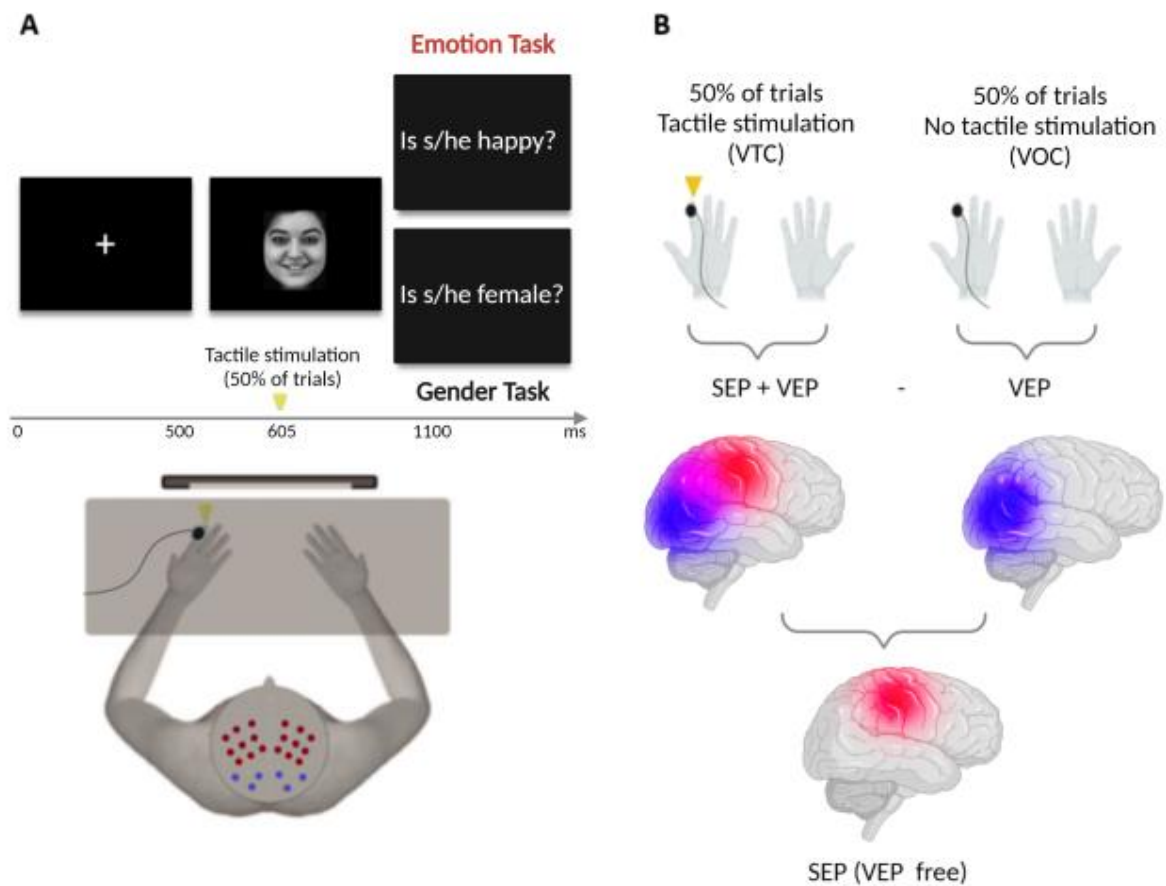 A
Emotion Task
Is s/he happy?
+
Is s/he female?
Tactile stimulation
(50% of trials)
Gender Task
0 500 605 1100 ms
B
50% of trials
Tactile stimulation
(VTC)
50% of trials
No tactile stimulation
(VOC)
SEP + VEP - VEP
SEP (VEP free)